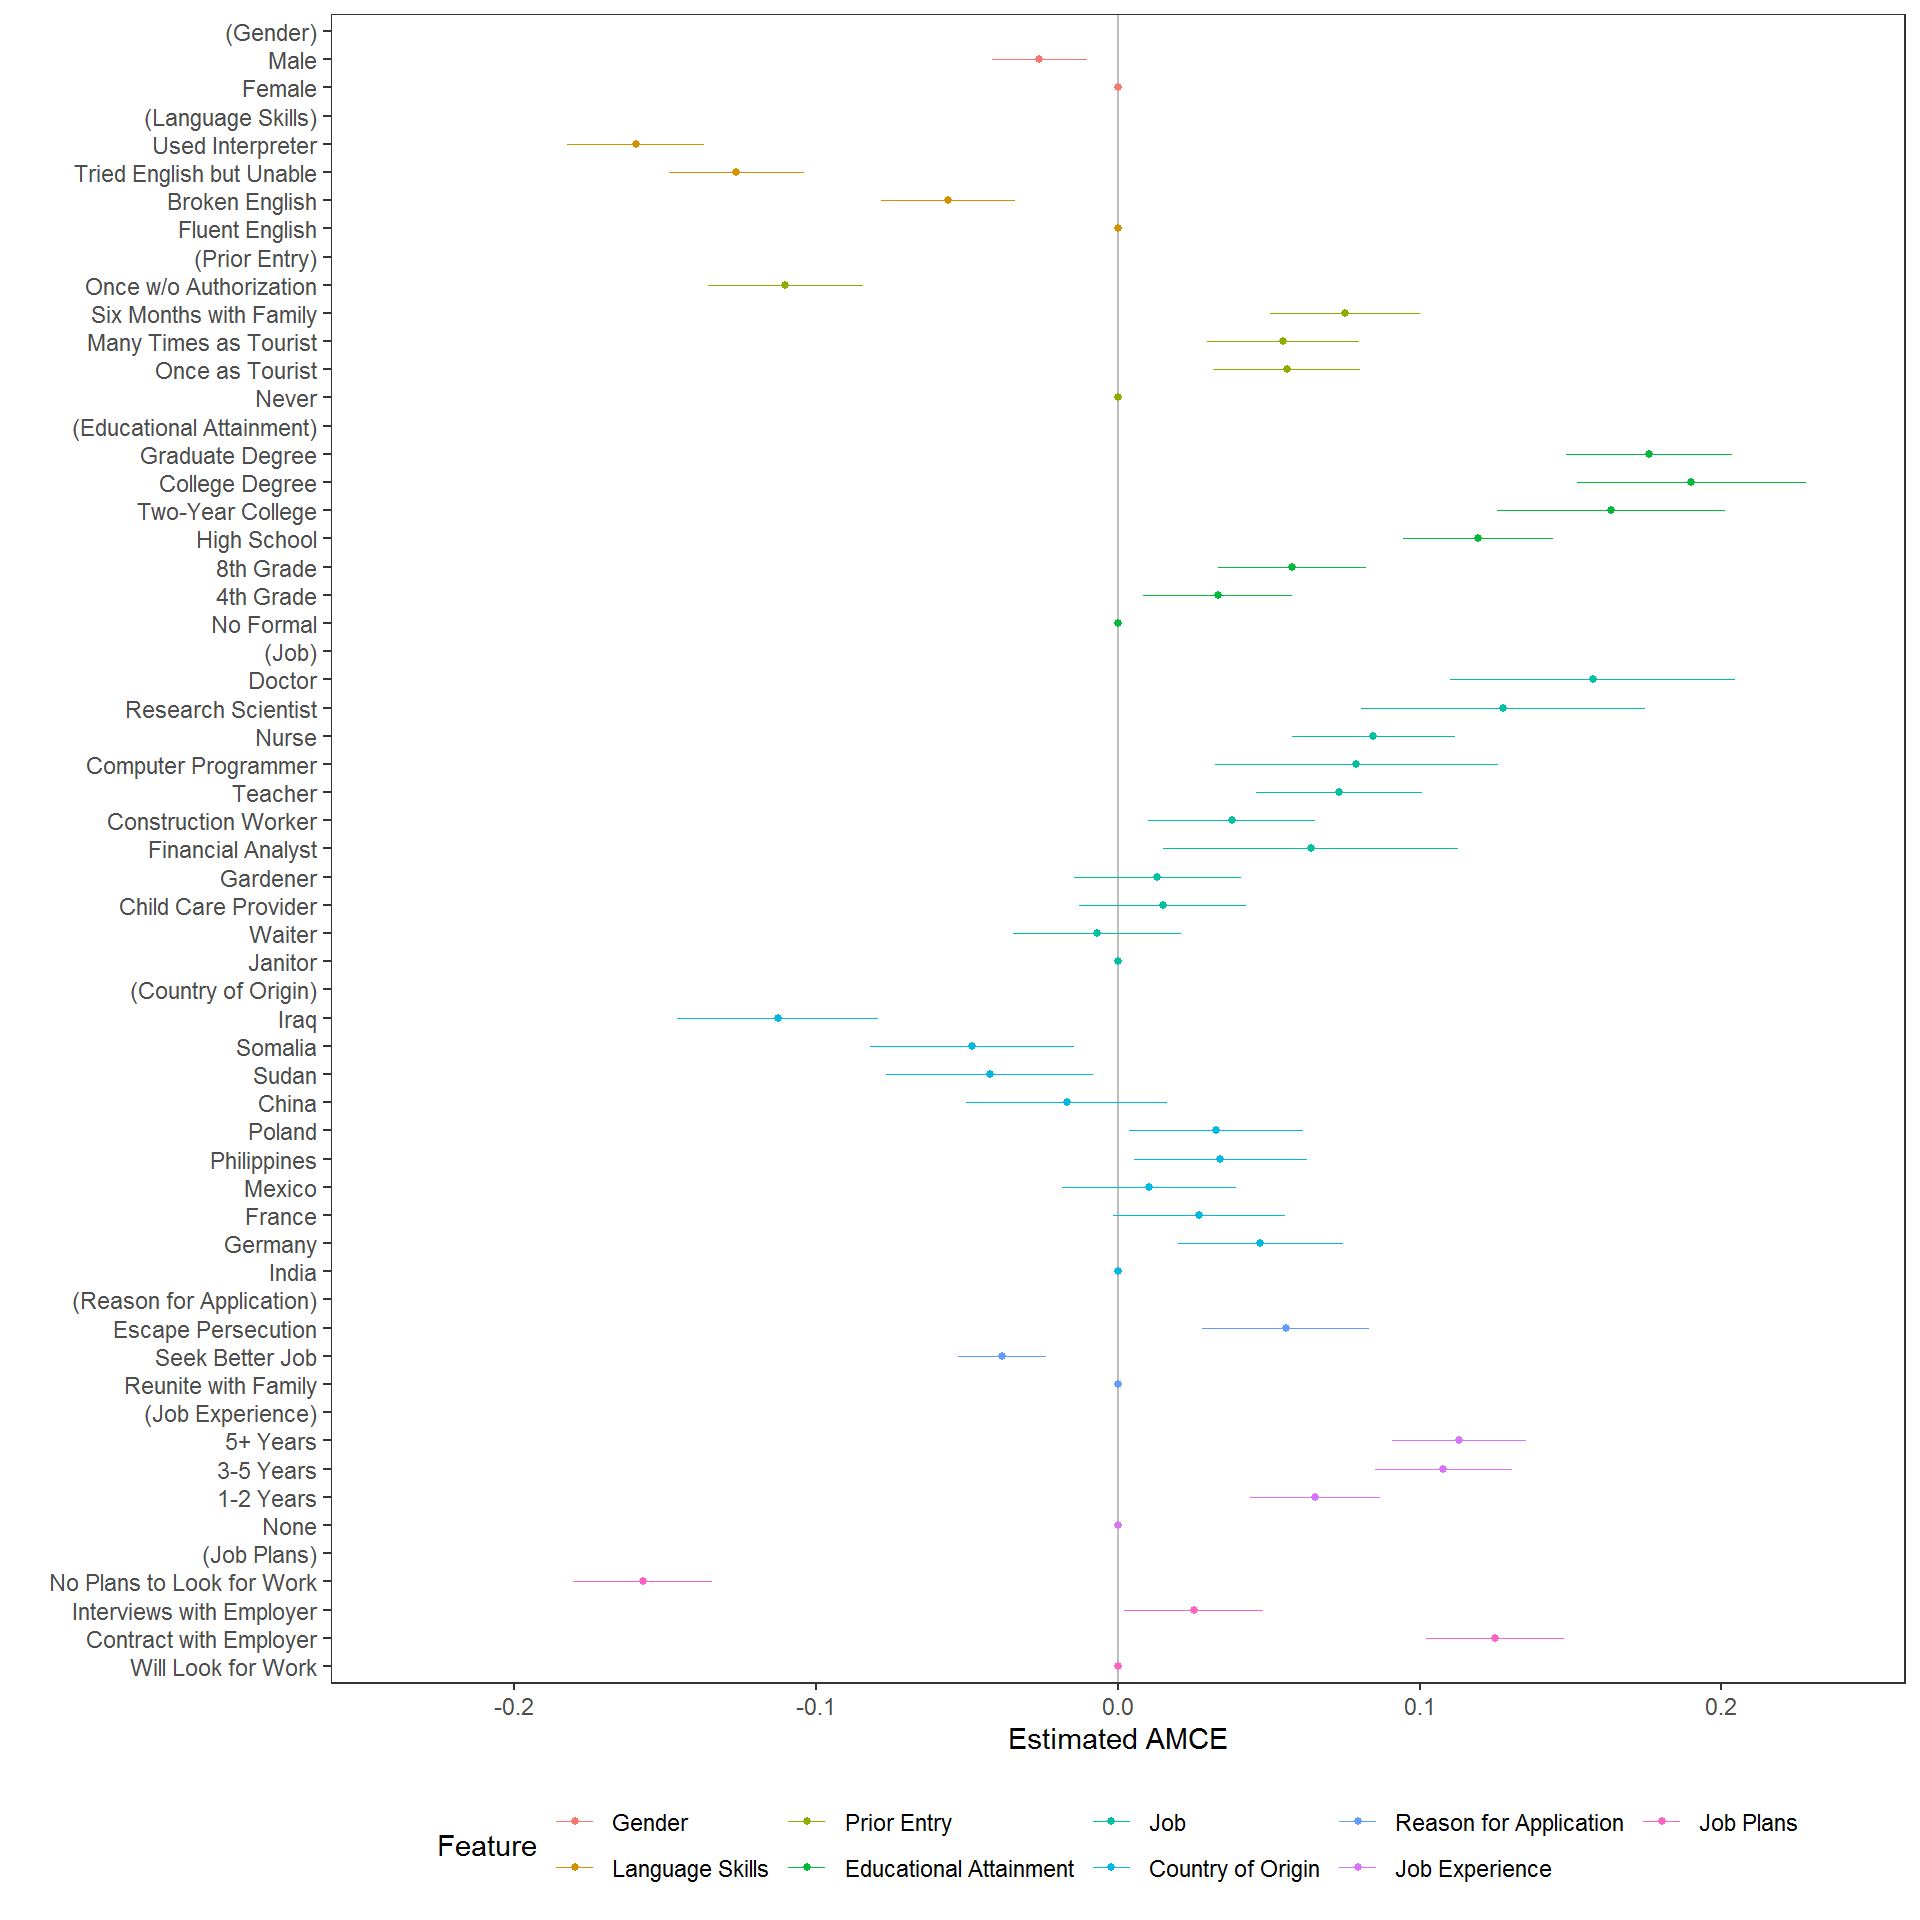 (Gender)
Male
Female
(Language Skills)
Used Interpreter
Tried English but Unable
Broken English
Fluent English
(Prior Entry)
Once w/o Authorization
Six Months with Family
Many Times as Tourist
Once as Tourist
Never
(Educational Attainment)
Graduate Degree
College Degree
Two-Year College
High School
8th Grade
4th Grade
No Formal
(Job)
Doctor
Research Scientist
Nurse
Computer Programmer
Teacher
Construction Worker
Financial Analyst
Gardener
Child Care Provider
Waiter
Janitor
(Country of Origin)
Iraq
Somalia
Sudan
China
Poland
Philippines
Mexico
France
Germany
India
(Reason for Application)
Escape Persecution
Seek Better Job
Reunite with Family
(Job Experience)
5+ Years
3-5 Years
1-2 Years
None
(Job Plans)
No Plans to Look for Work
Interviews with Employer
Contract with Employer
Will Look for Work
-0.2 -0.1 0.0 0.1 0.2
Estimated AMCE
Feature
Gender Prior Entry Job Reason for Application Job Plans
Language Skills Educational Attainment Country of Origin Job Experience